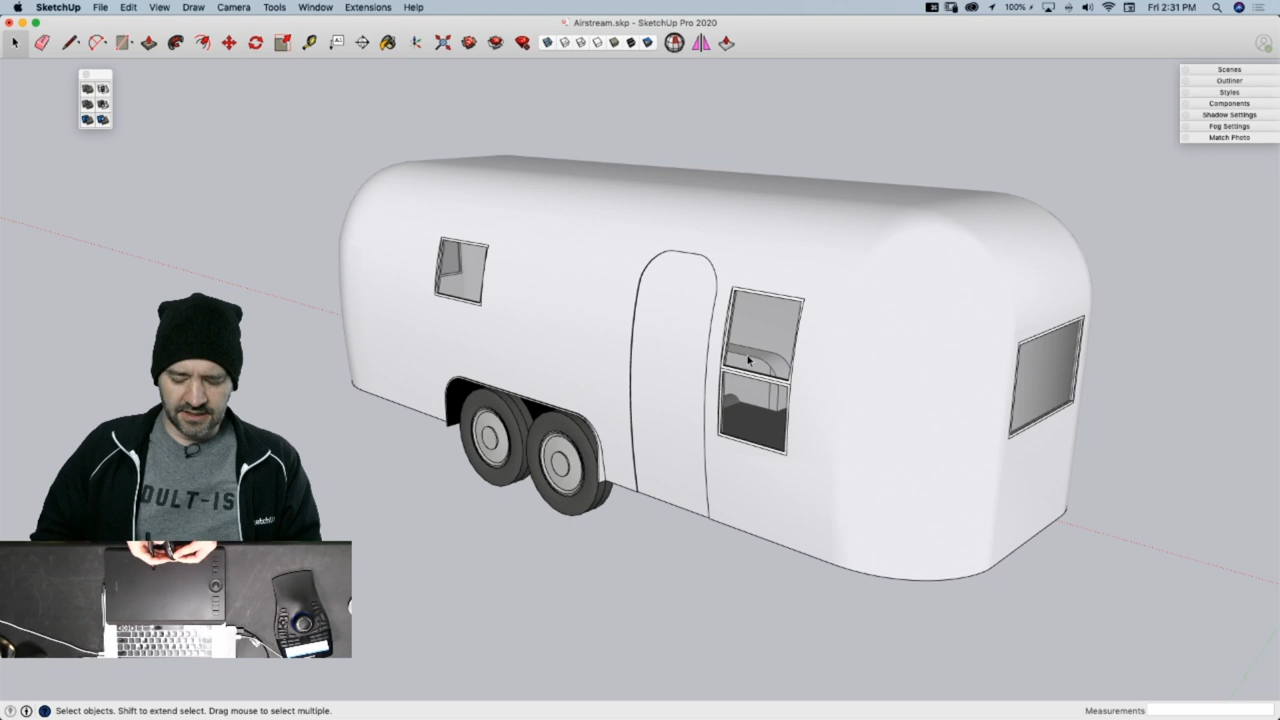 SketchUp File Edit View Draw Camera Tools Window Extensions Help
100% Fri 2:31 PM
Airstream.skp - SketchUp Pro 2020
Scenes
Outliner
Styles
Components
Shadow Settings
Fog Settings
Match Photo
DULT-IS
SketchUp
Select objects. Shift to extend select. Drag mouse to select multiple.
Measurements